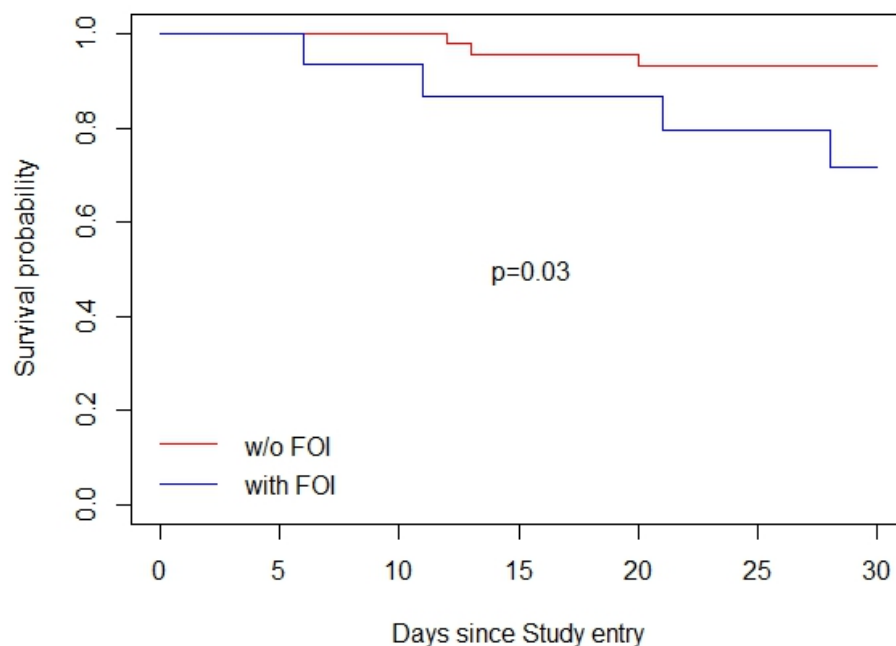 Survival probability
1.0
0.8
0.6
0.4
0.2
0.0
p=0.03
w/o FOI
with FOI
0 5 10 15 20 25 30
Days since Study entry